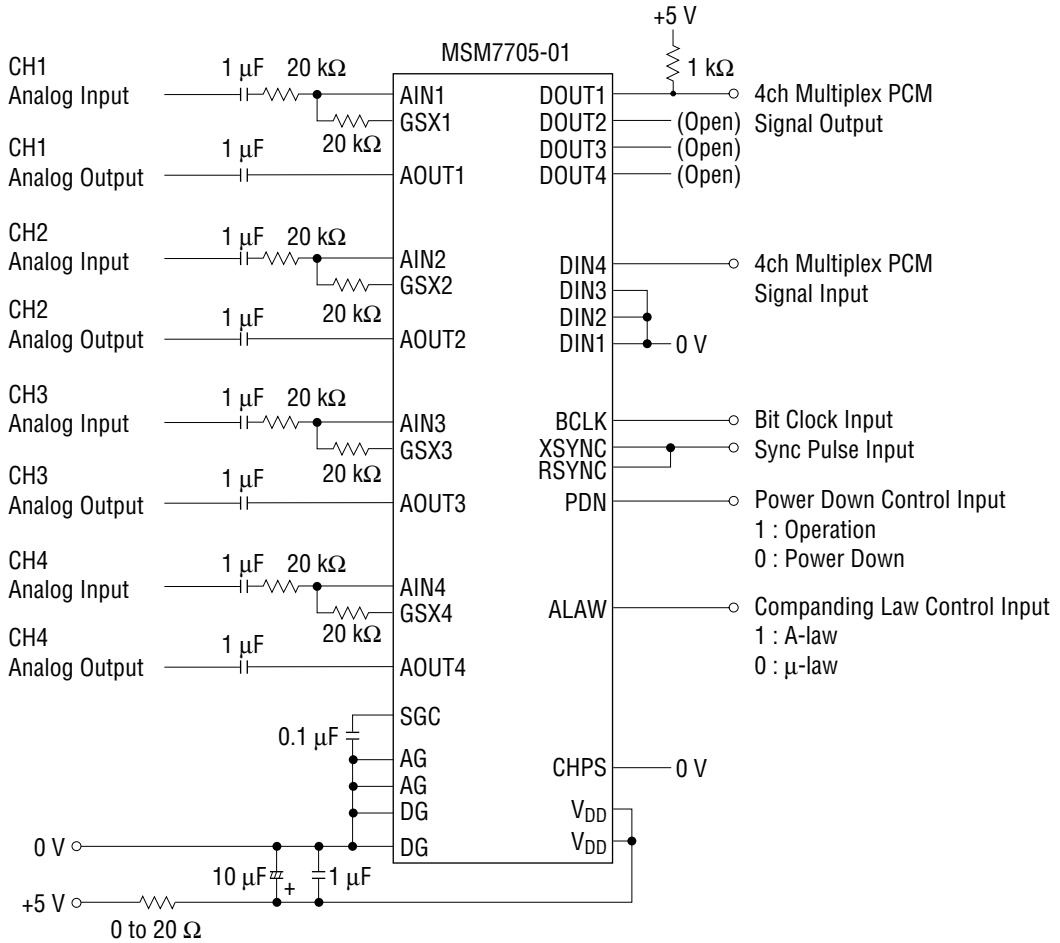 +5 V
MSM7705-01
1 kΩ
CH1
Analog Input
1 μF
20 kΩ
AIN1
GSX1
20 kΩ
CH1
Analog Output
1 μF
AOUT1
CH2
Analog Input
1 μF
20 kΩ
AIN2
GSX2
20 kΩ
CH2
Analog Output
1 μF
AOUT2
CH3
Analog Input
1 μF
20 kΩ
AIN3
GSX3
20 kΩ
CH3
Analog Output
1 μF
AOUT3
CH4
Analog Input
1 μF
20 kΩ
AIN4
GSX4
20 kΩ
CH4
Analog Output
1 μF
AOUT4
SGC
0.1 μF
AG
AG
DG
DG
0 V
10 μF
+
1 μF
+5 V
0 to 20 Ω
DOUT1
4ch Multiplex PCM
Signal Output
DOUT2
(Open)
DOUT3
(Open)
DOUT4
(Open)
DIN4
4ch Multiplex PCM
Signal Input
DIN3
DIN2
DIN1
0 V
BCLK
Bit Clock Input
XSYNC
Sync Pulse Input
RSYNC
PDN
Power Down Control Input
1 : Operation
0 : Power Down
ALAW
Companding Law Control Input
1 : A-law
0 : μ-law
CHPS
0 V
VDD
VDD